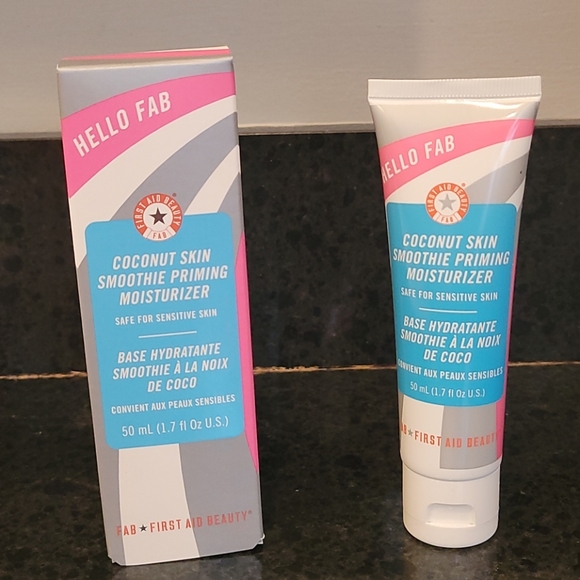 HELLO FAB
FIRST AID BEAUTY®
FAB
COCONUT SKIN
SMOOTHIE PRIMING
MOISTURIZER
SAFE FOR SENSITIVE SKIN
BASE HYDRATANTE
SMOOTHIE À LA NOIX
DE COCO
CONVIENT AUX PEAUX SENSIBLES
50 mL (1.7 fl Oz U.S.)
FAB★FIRST AID BEAUTY®
HELLO FAB
FIRST AID BEAUTY
FAB
COCONUT SKIN
SMOOTHIE PRIMING
MOISTURIZER
SAFE FOR SENSITIVE SKIN
BASE HYDRATANTE
SMOOTHIE À LA NOIX
DE COCO
CONVIENT AUX PEAUX SENSIBLES
50 mL (1.7 fl Oz U.S.)
FAB★FIRST AID BEAUTY